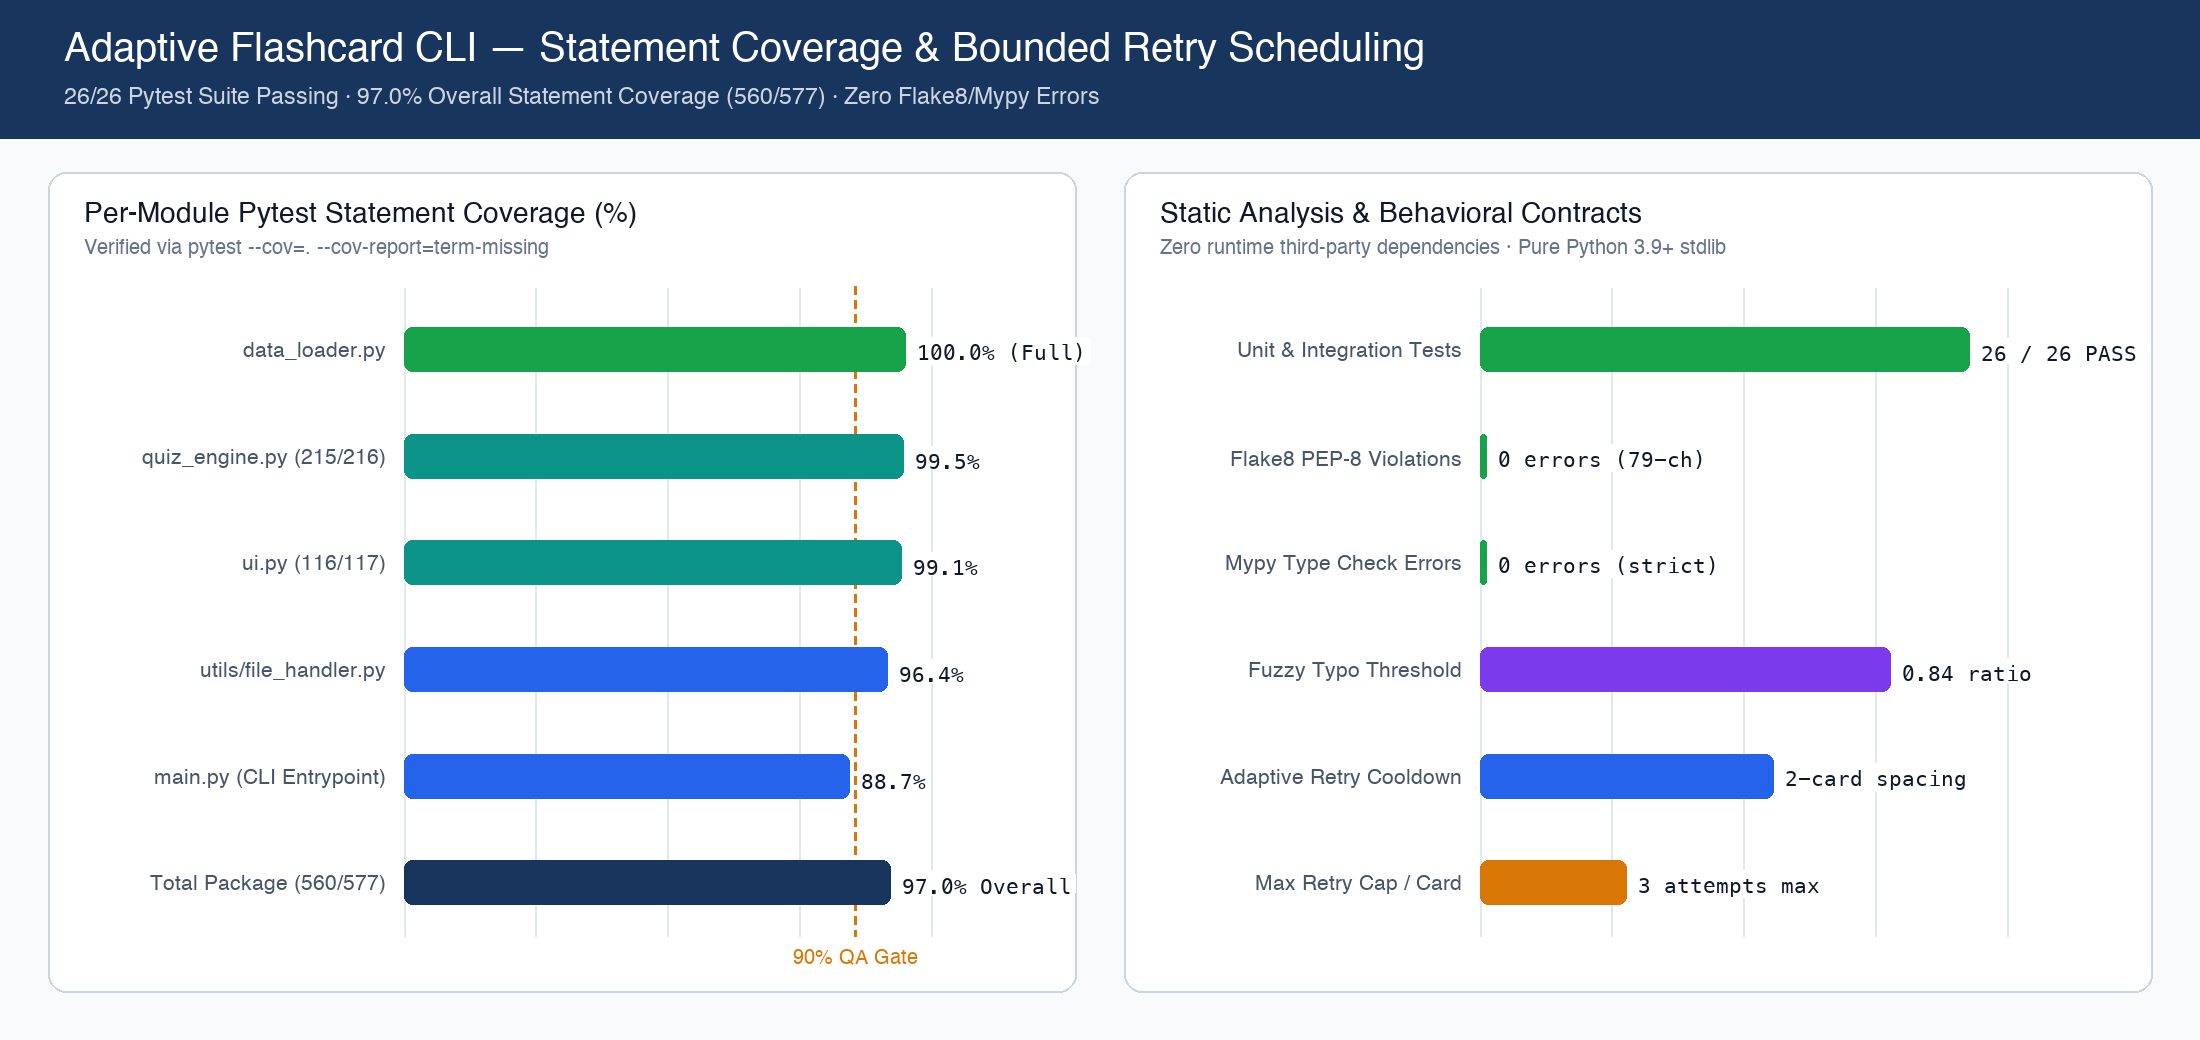 Adaptive Flashcard CLI — Statement Coverage & Bounded Retry Scheduling
26/26 Pytest Suite Passing · 97.0% Overall Statement Coverage (560/577) · Zero Flake8/Mypy Errors
Per-Module Pytest Statement Coverage (%)
Verified via pytest --cov=. --cov-report=term-missing
data_loader.py
100.0% (Full)
quiz_engine.py (215/216)
99.5%
ui.py (116/117)
99.1%
utils/file_handler.py
96.4%
main.py (CLI Entrypoint)
88.7%
Total Package (560/577)
97.0% Overall
90% QA Gate
Static Analysis & Behavioral Contracts
Zero runtime third-party dependencies · Pure Python 3.9+ stdlib
Unit & Integration Tests
26 / 26 PASS
Flake8 PEP-8 Violations
0 errors (79-ch)
Mypy Type Check Errors
0 errors (strict)
Fuzzy Typo Threshold
0.84 ratio
Adaptive Retry Cooldown
2-card spacing
Max Retry Cap / Card
3 attempts max